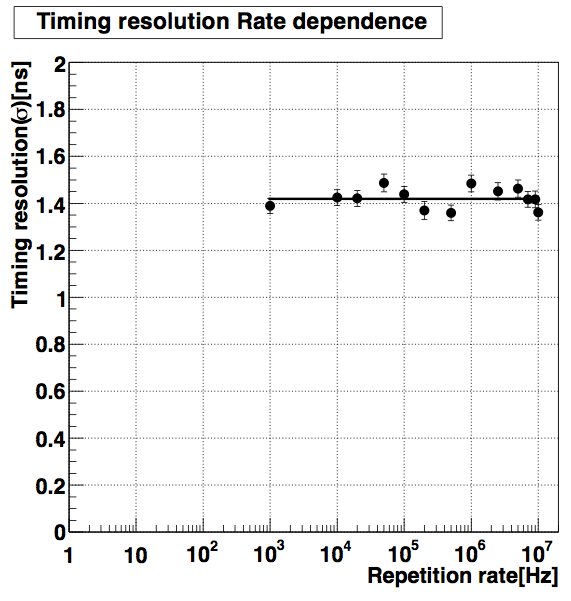 Timing resolution Rate dependence
Timing resolution(σ)[ns]
2
1.8
1.6
1.4
1.2
1
0.8
0.6
0.4
0.2
0
1 10 10² 10³ 10⁴ 10⁵ 10⁶ 10⁷
Repetition rate[Hz]